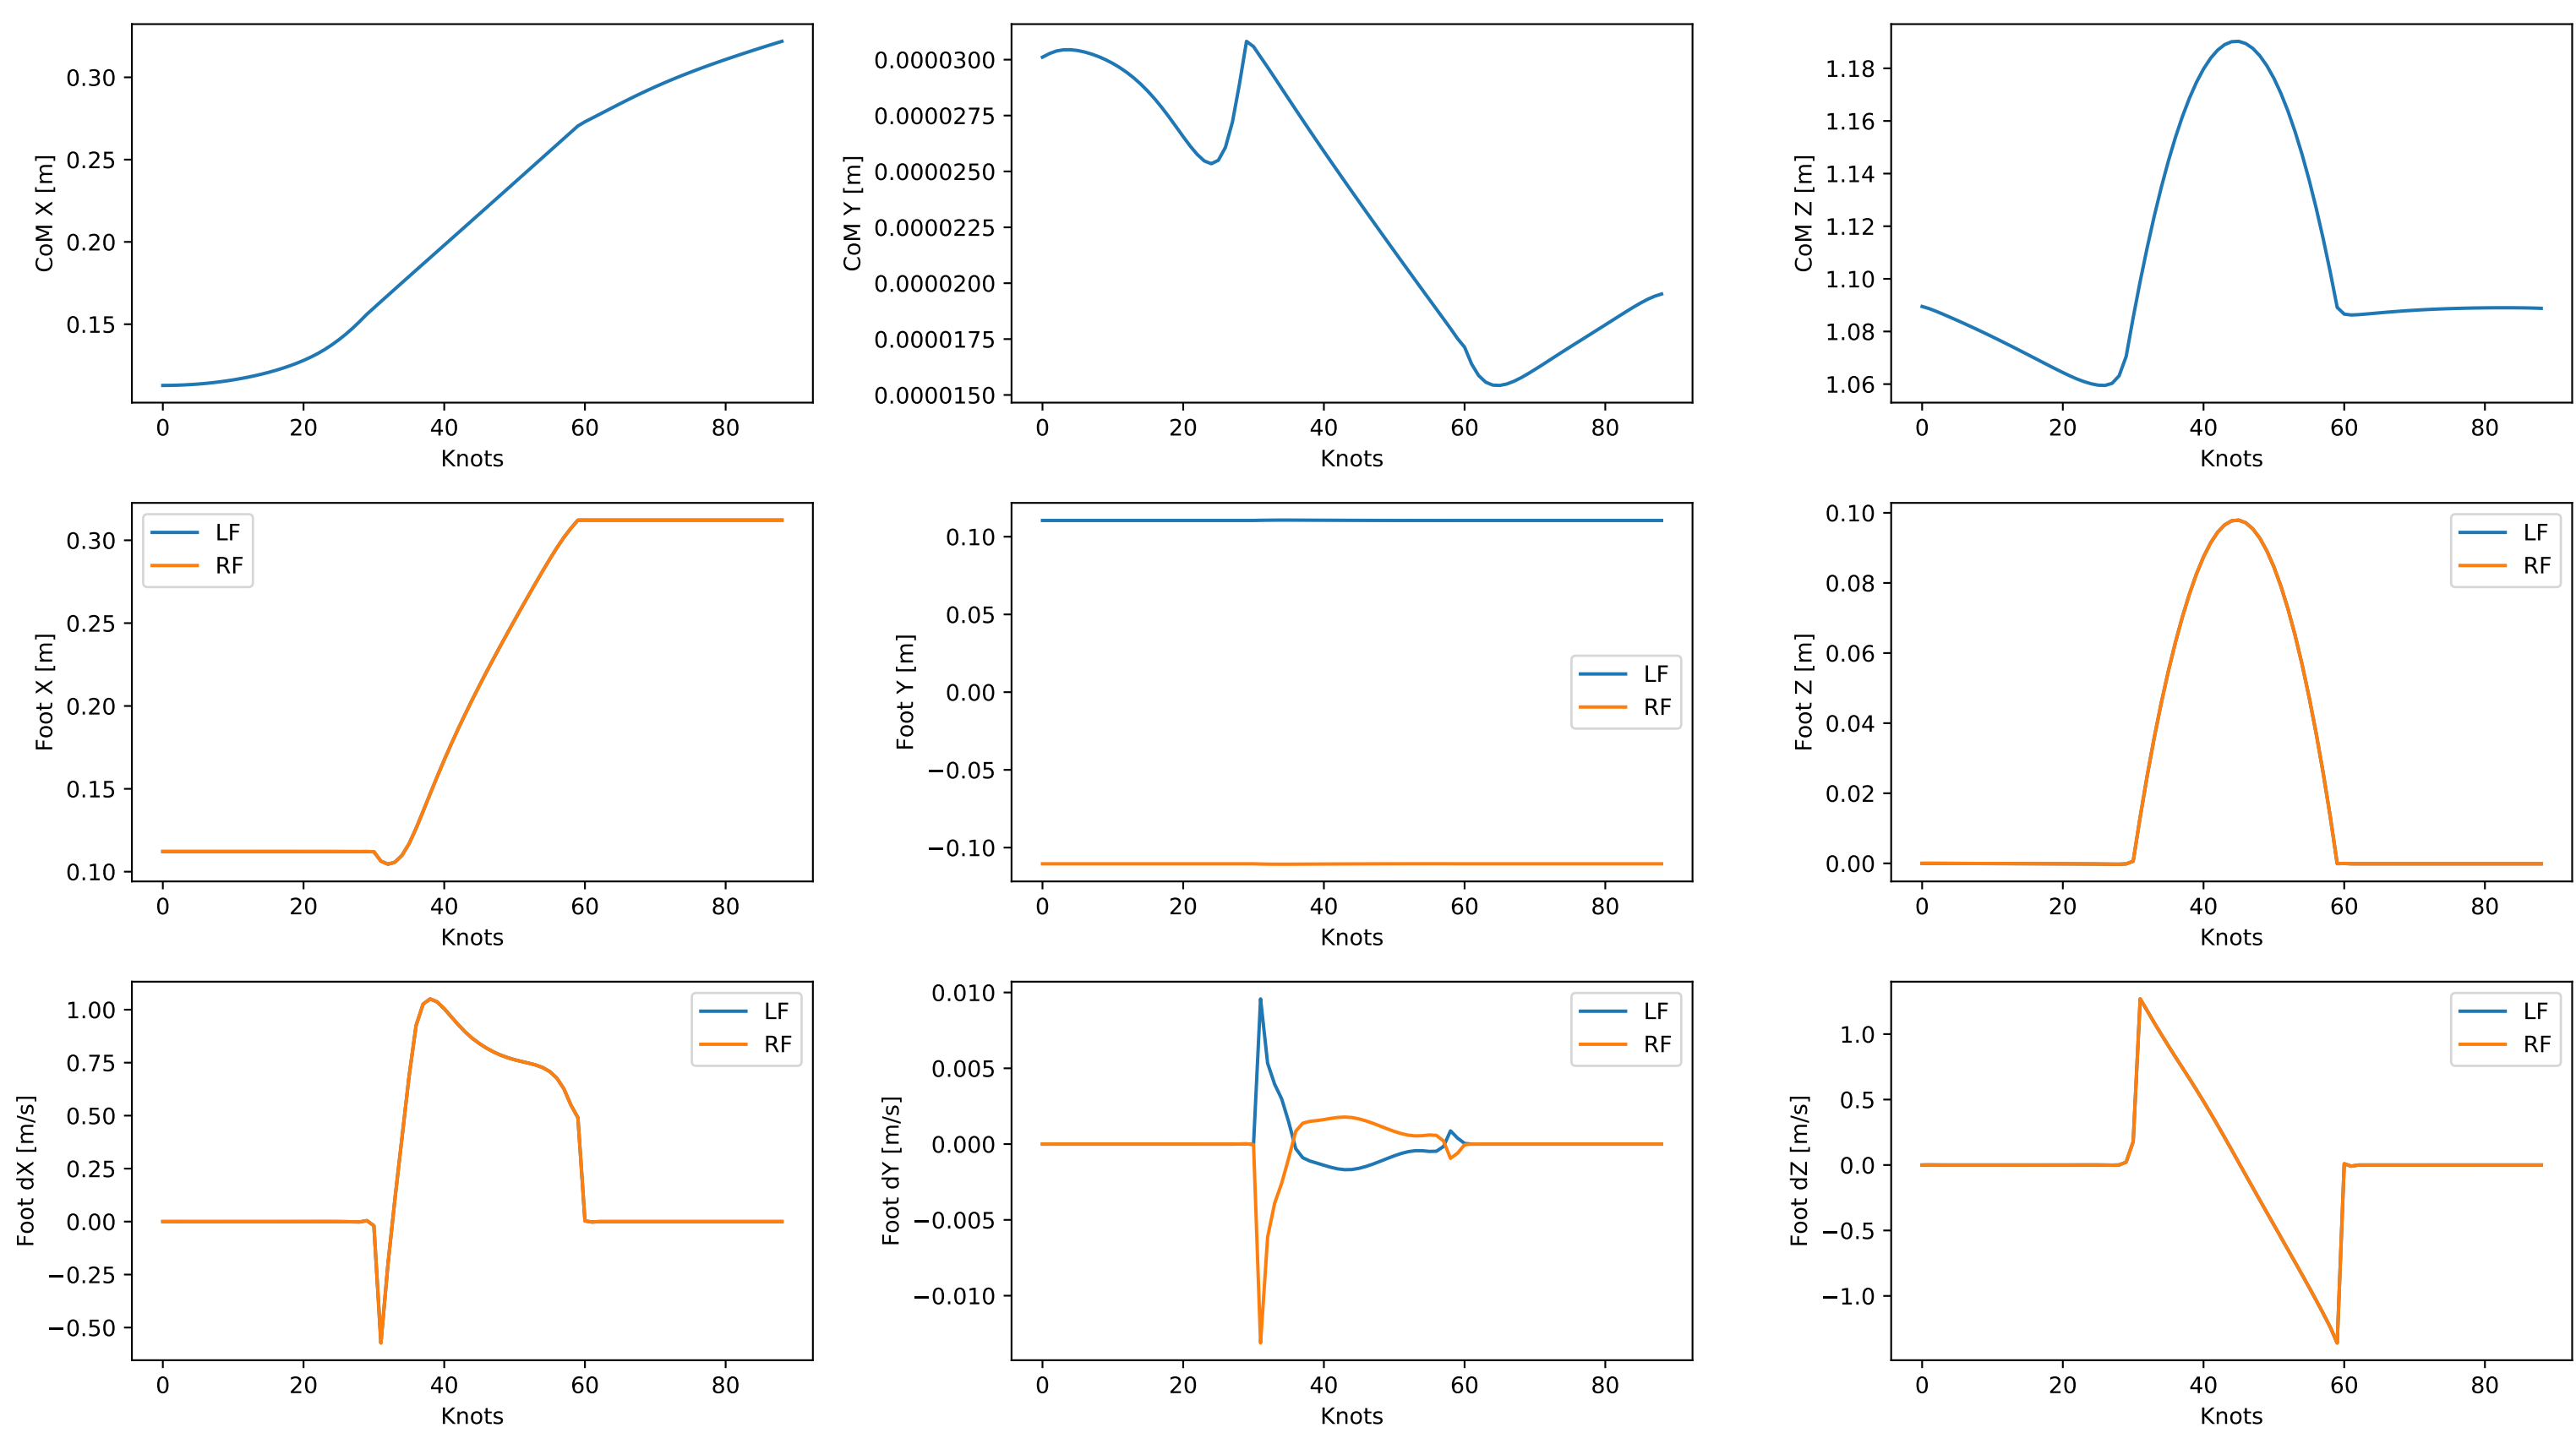 CoM X [m]
0.30
0.25
0.20
0.15
0 20 40 60 80
Knots
CoM Y [m]
0.0000300
0.0000275
0.0000250
0.0000225
0.0000200
0.0000175
0.0000150
0 20 40 60 80
Knots
CoM Z [m]
1.18
1.16
1.14
1.12
1.10
1.08
1.06
0 20 40 60 80
Knots
Foot X [m]
0.30
0.25
0.20
0.15
0.10
LF
RF
0 20 40 60 80
Knots
Foot Y [m]
0.10
0.05
0.00
−0.05
−0.10
LF
RF
0 20 40 60 80
Knots
Foot Z [m]
0.10
0.08
0.06
0.04
0.02
0.00
LF
RF
0 20 40 60 80
Knots
Foot dX [m/s]
1.00
0.75
0.50
0.25
0.00
−0.25
−0.50
LF
RF
0 20 40 60 80
Knots
Foot dY [m/s]
0.010
0.005
0.000
−0.005
−0.010
LF
RF
0 20 40 60 80
Knots
Foot dZ [m/s]
1.0
0.5
0.0
−0.5
−1.0
LF
RF
0 20 40 60 80
Knots